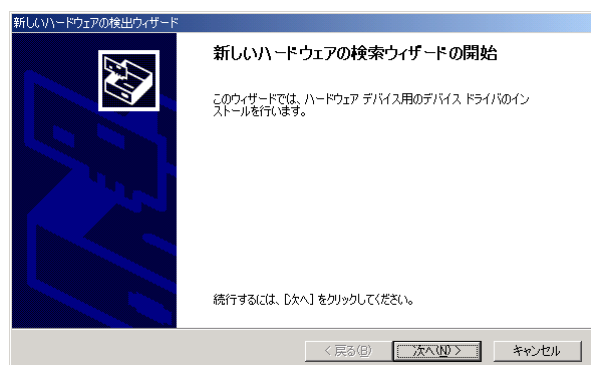 新しいハードウェアの検出ウィザード
新しいハードウェアの検索ウィザードの開始
このウィザードでは、ハードウェア デバイス用のデバイス ドライバのイン
ストールを行います。
続行するには、[次へ] をクリックしてください。
< 戻る(B)
次へ(N) >
キャンセル